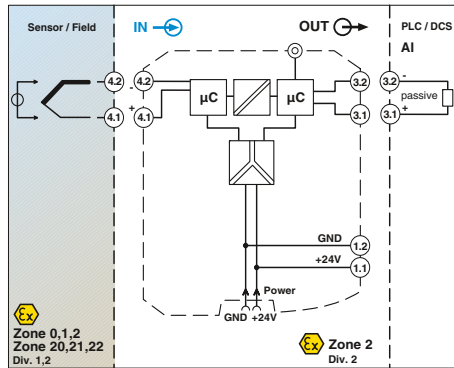 Sensor / Field
IN
OUT
PLC / DCS
AI
4.2
4.2
-
3.2
3.2
-
µC
µC
passive
4.1
+
4.1
3.1
3.1
+
GND
1.2
+24V
1.1
Power
GND +24V
Ex
Zone 0,1,2
Zone 20,21,22
Div. 1,2
Ex
Zone 2
Div. 2